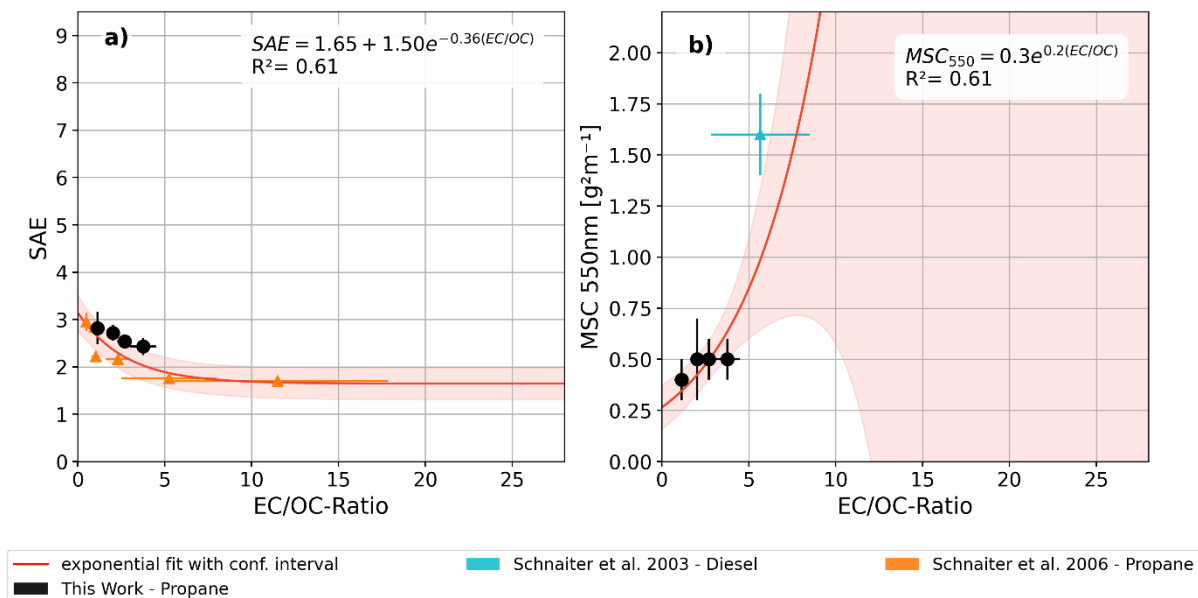 a)
SAE = 1.65 + 1.50e^{−0.36(EC/OC)}
R²= 0.61
9
8
7
6
5
4
3
2
1
0
SAE
0 5 10 15 20 25
EC/OC-Ratio
b)
MSC₅₅₀ = 0.3e^{0.2(EC/OC)}
R²= 0.61
2.00
1.75
1.50
1.25
1.00
0.75
0.50
0.25
0.00
MSC 550nm [g²m⁻¹]
0 5 10 15 20 25
EC/OC-Ratio
exponential fit with conf. interval
Schnaiter et al. 2003 - Diesel
Schnaiter et al. 2006 - Propane
This Work - Propane